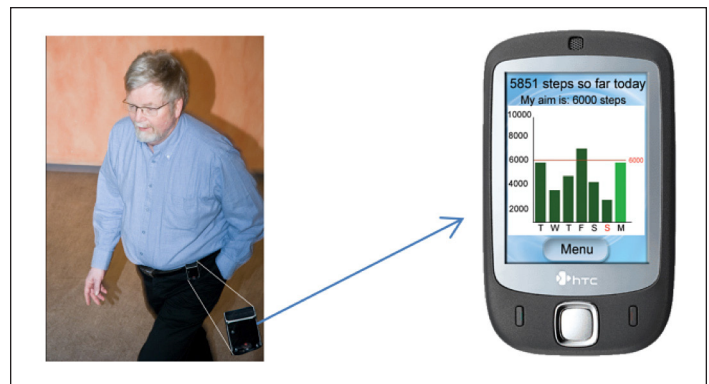 5851 steps so far today
My aim is: 6000 steps
10000
8000
6000
6000
4000
2000
T W T F S S M
Menu
hTC